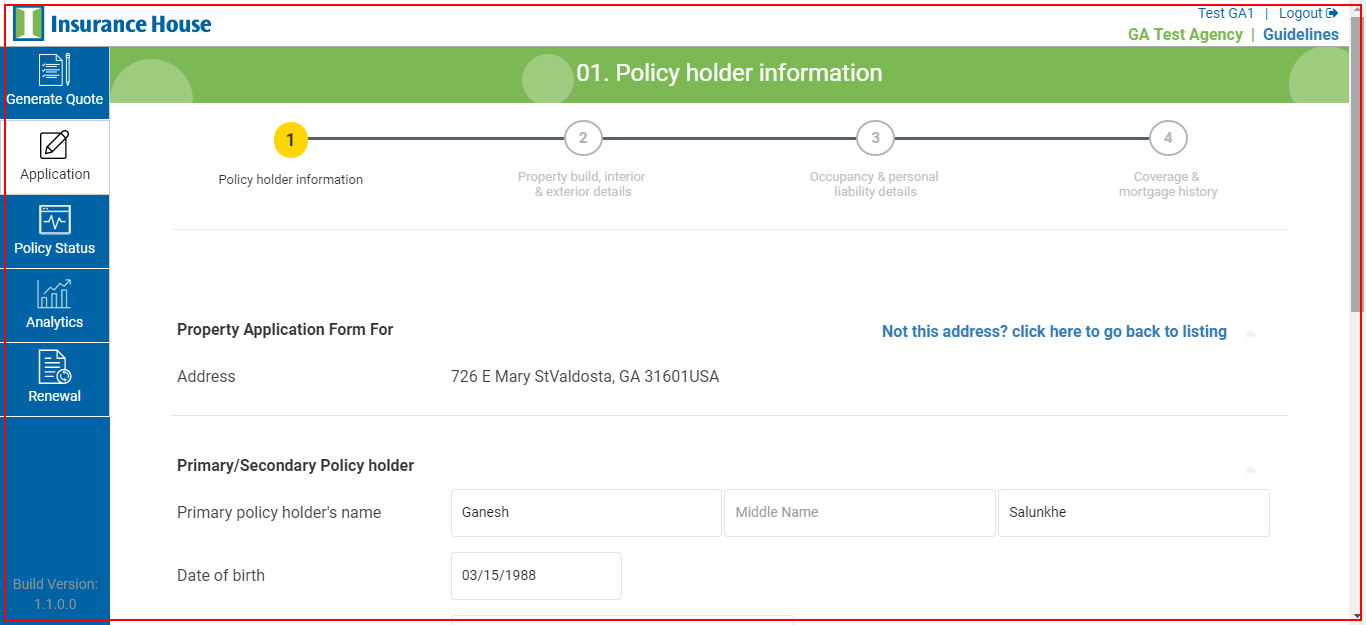 Insurance House
Test GA1 | Logout
GA Test Agency | Guidelines
Generate Quote
Application
Policy Status
Analytics
Renewal
Build Version:
1.1.0.0
01. Policy holder information
1
Policy holder information
2
Property build, interior
& exterior details
3
Occupancy & personal
liability details
4
Coverage &
mortgage history
Property Application Form For
Not this address? click here to go back to listing
Address 726 E Mary StValdosta, GA 31601USA
Primary/Secondary Policy holder
Primary policy holder's name Ganesh Middle Name Salunkhe
Date of birth 03/15/1988